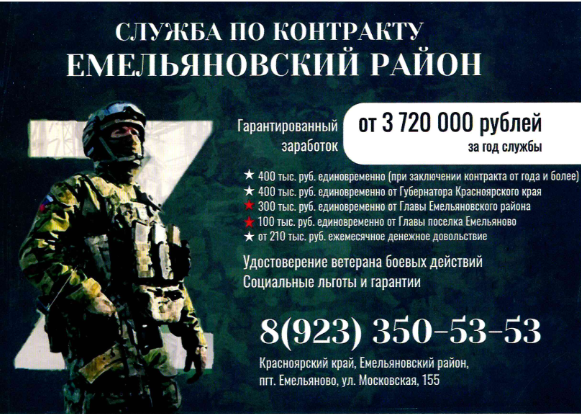 СЛУЖБА ПО КОНТРАКТУ
ЕМЕЛЬЯНОВСКИЙ РАЙОН
Гарантированный
заработок
от 3 720 000 рублей
за год службы
400 тыс. руб. единовременно (при заключении контракта от года и более)
400 тыс. руб. единовременно от Губернатора Красноярского края
300 тыс. руб. единовременно от Главы Емельяновского района
100 тыс. руб. единовременно от Главы поселка Емельяново
от 210 тыс. руб. ежемесячное денежное довольствие
Удостоверение ветерана боевых действий
Социальные льготы и гарантии
8(923) 350-53-53
Красноярский край, Емельяновский район,
пгт. Емельяново, ул. Московская, 155